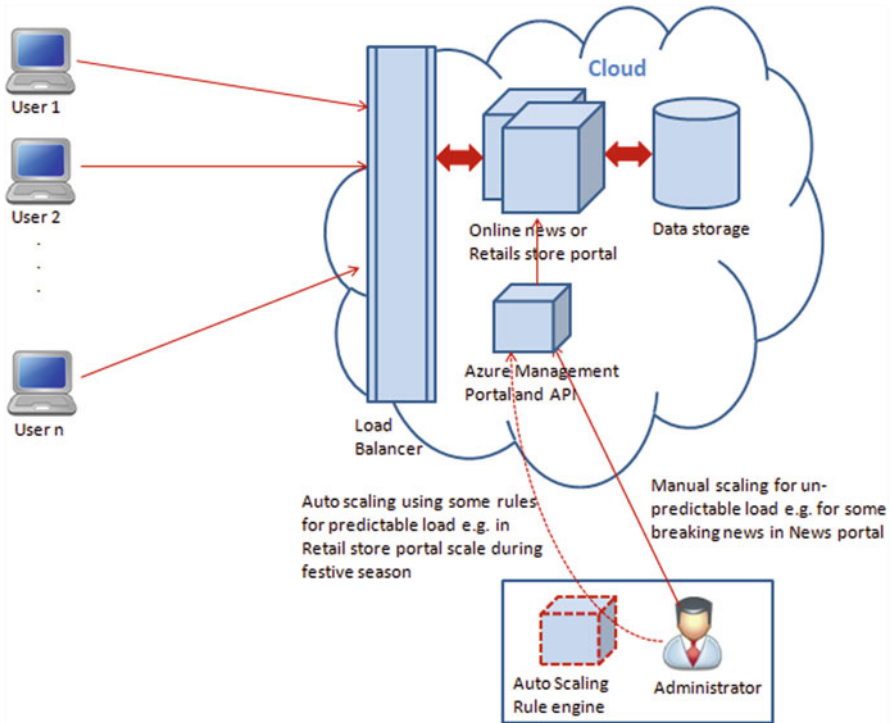 User 1
User 2
.
.
.
User n
Cloud
Online news or
Retails store portal
Data storage
Azure Management
Portal and API
Load
Balancer
Auto scaling using some rules
for predictable load e.g. in
Retail store portal scale during
festive season
Manual scaling for un-
predictable load e.g. for some
breaking news in News portal
Auto Scaling
Rule engine
Administrator